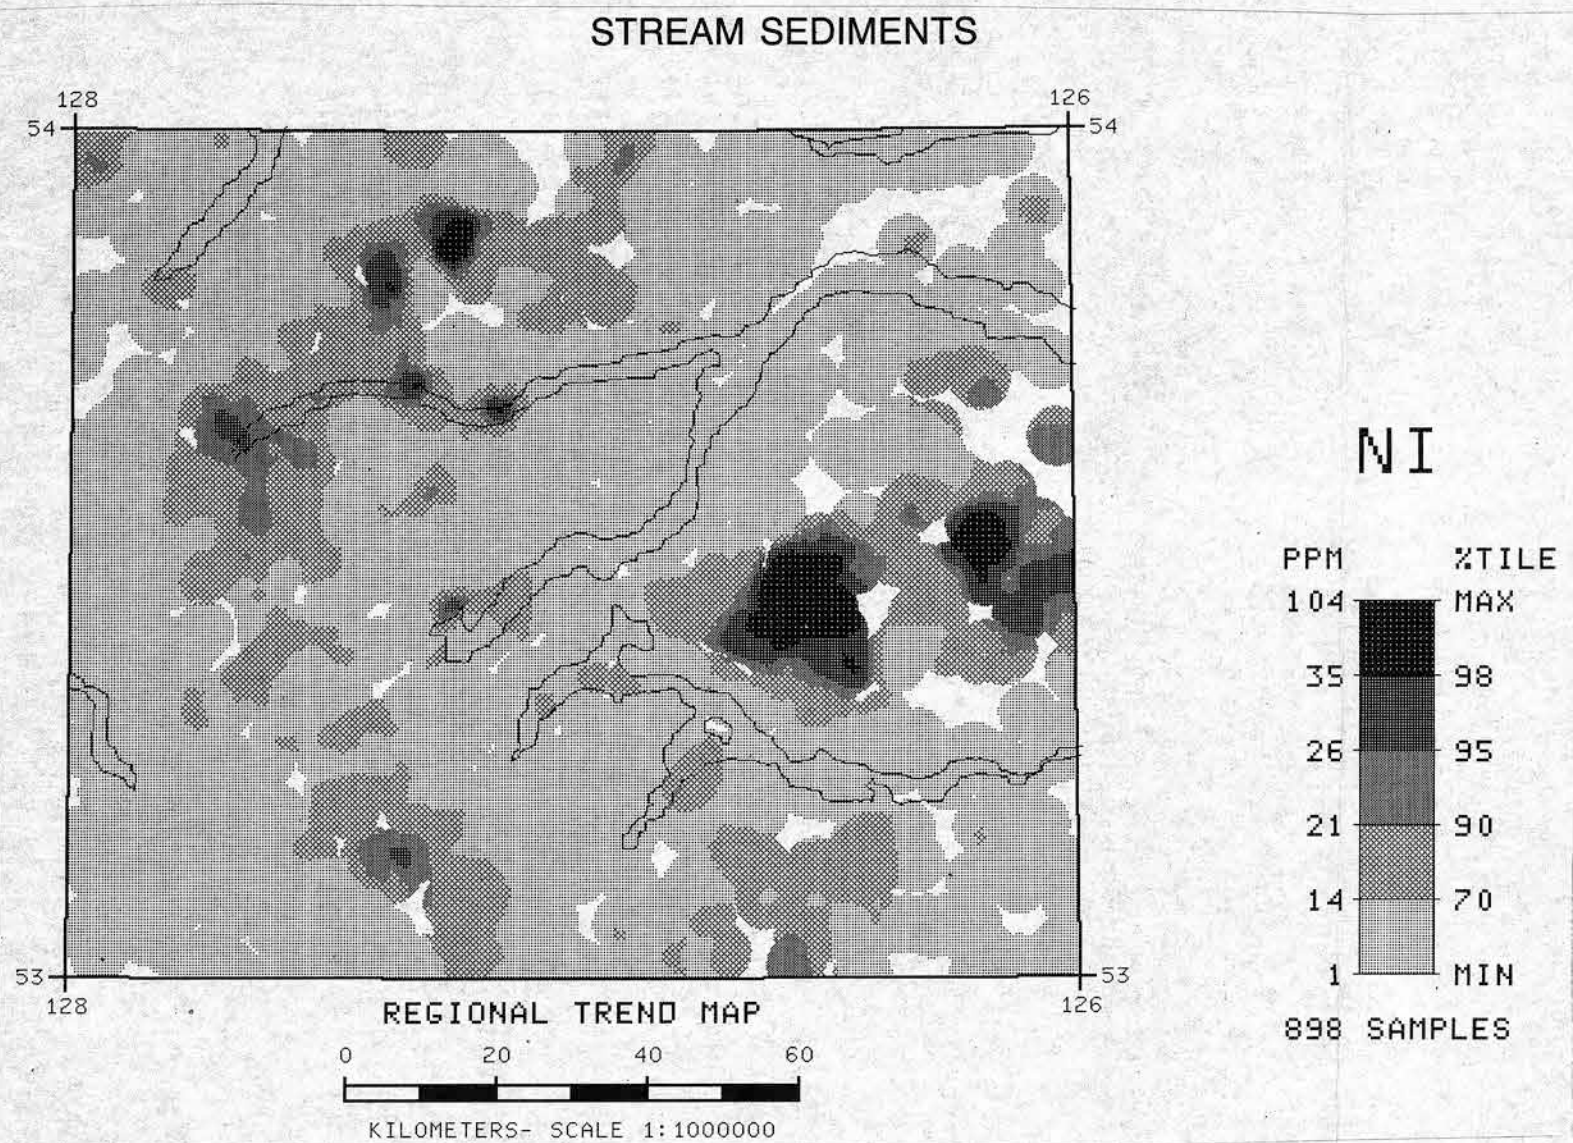 STREAM SEDIMENTS
128
126
54
54
NI
PPM %TILE
104 MAX
35 98
26 95
21 90
14 70
1 MIN
898 SAMPLES
53
53
128
126
REGIONAL TREND MAP
0 20 40 60
KILOMETERS- SCALE 1:1000000